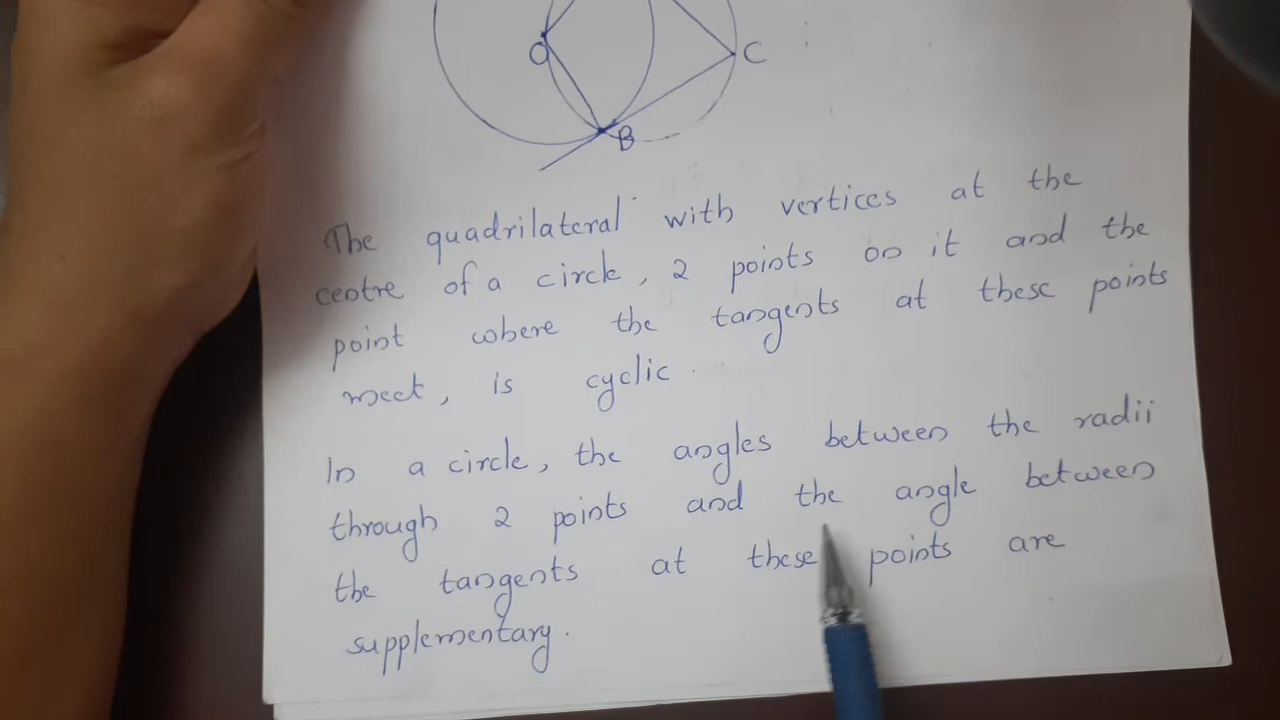 O
C
B
The quadrilateral with vertices at the
centre of a circle, 2 points on it and the
point where the tangents at these points
meet, is cyclic.
In a circle, the angles between the radii
through 2 points and the angle between
the tangents at these points are
supplementary.